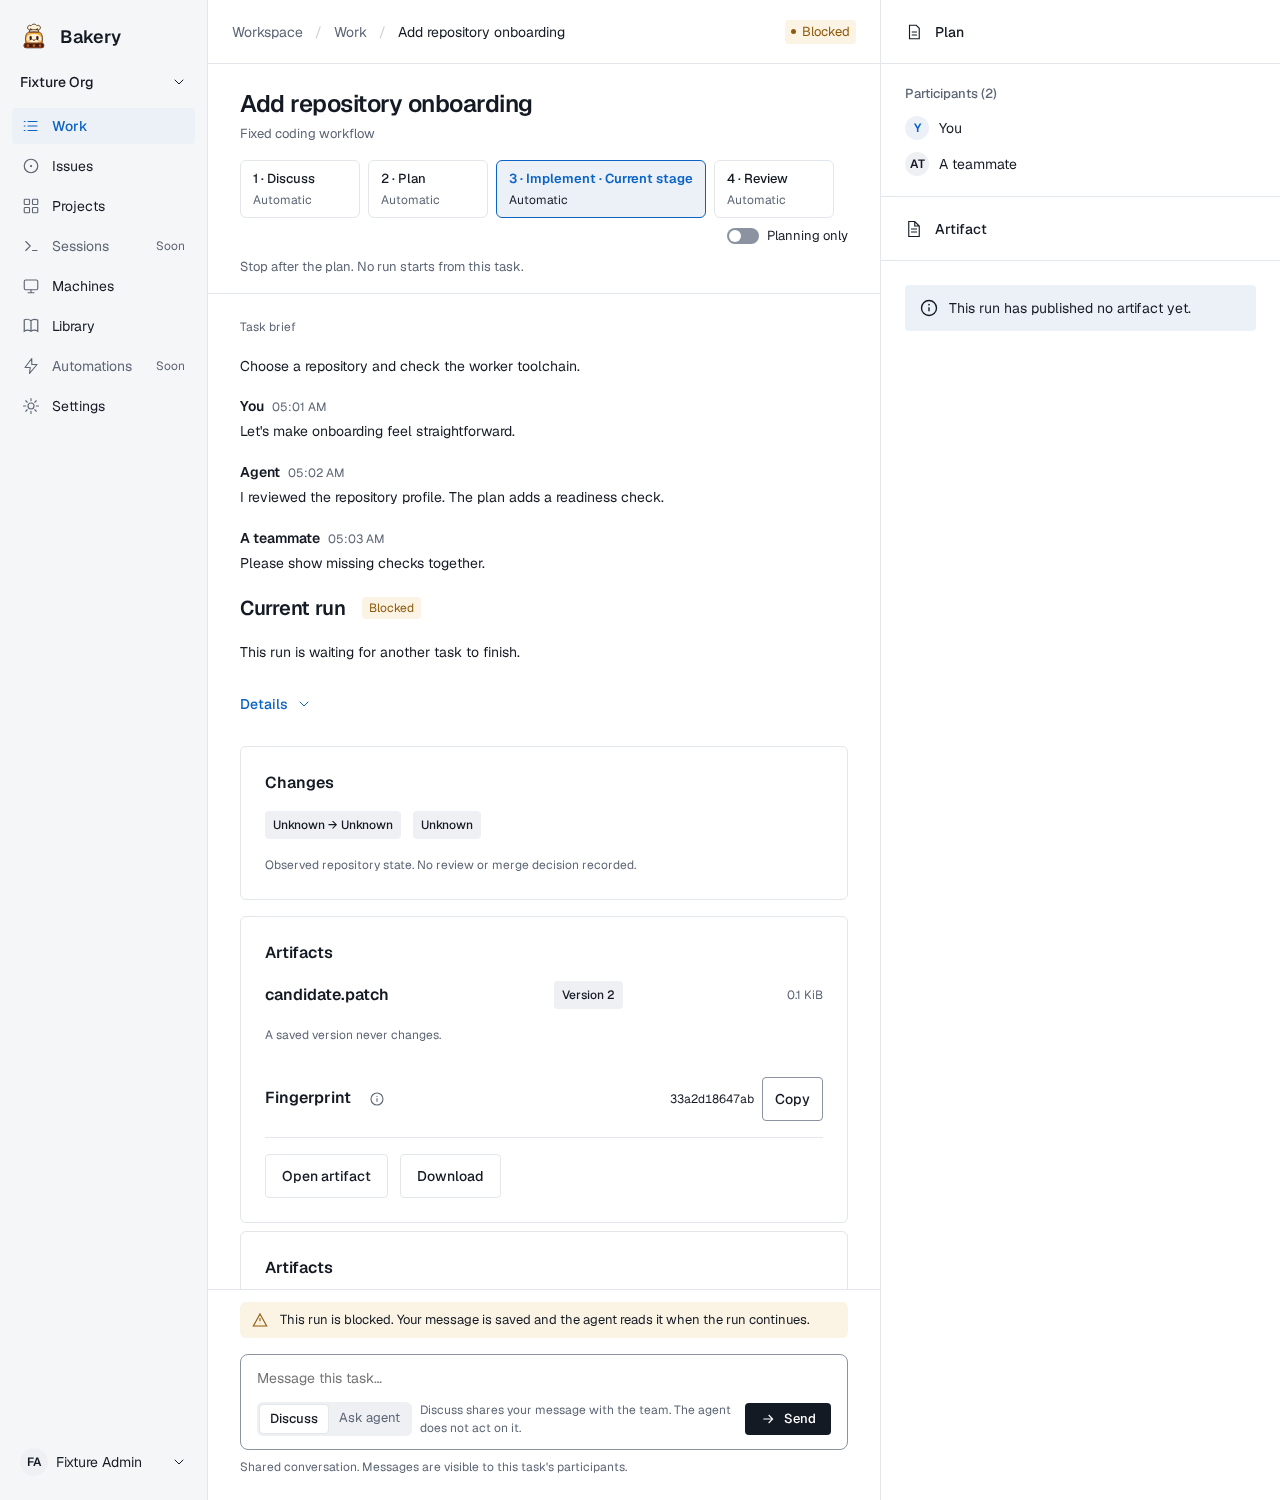 Bakery
Fixture Org
Work
Issues
Projects
Sessions Soon
Machines
Library
Automations Soon
Settings
FA Fixture Admin
Workspace / Work / Add repository onboarding
Blocked
Add repository onboarding
Fixed coding workflow
1 · Discuss
Automatic
2 · Plan
Automatic
3 · Implement · Current stage
Automatic
4 · Review
Automatic
Planning only
Stop after the plan. No run starts from this task.
Task brief
Choose a repository and check the worker toolchain.
You 05:01 AM
Let's make onboarding feel straightforward.
Agent 05:02 AM
I reviewed the repository profile. The plan adds a readiness check.
A teammate 05:03 AM
Please show missing checks together.
Current run Blocked
This run is waiting for another task to finish.
Details
Changes
Unknown → Unknown Unknown
Observed repository state. No review or merge decision recorded.
Artifacts
candidate.patch Version 2 0.1 KiB
A saved version never changes.
Fingerprint 33a2d18647ab Copy
Open artifact Download
Artifacts
This run is blocked. Your message is saved and the agent reads it when the run continues.
Message this task…
Discuss Ask agent
Discuss shares your message with the team. The agent
does not act on it.
Send
Shared conversation. Messages are visible to this task's participants.
Plan
Participants (2)
Y You
AT A teammate
Artifact
This run has published no artifact yet.